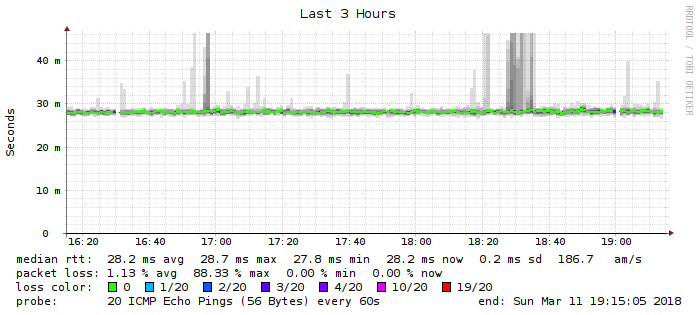 Last 3 Hours
RRDTOOL / TOBI OETIKER
Seconds
40 m
30 m
20 m
10 m
0
16:20 16:40 17:00 17:20 17:40 18:00 18:20 18:40 19:00
median rtt: 28.2 ms avg 28.7 ms max 27.8 ms min 28.2 ms now 0.2 ms sd 186.7 am/s
packet loss: 1.13 % avg 88.33 % max 0.00 % min 0.00 % now
loss color: 0 1/20 2/20 3/20 4/20 10/20 19/20
probe: 20 ICMP Echo Pings (56 Bytes) every 60s end: Sun Mar 11 19:15:05 2018